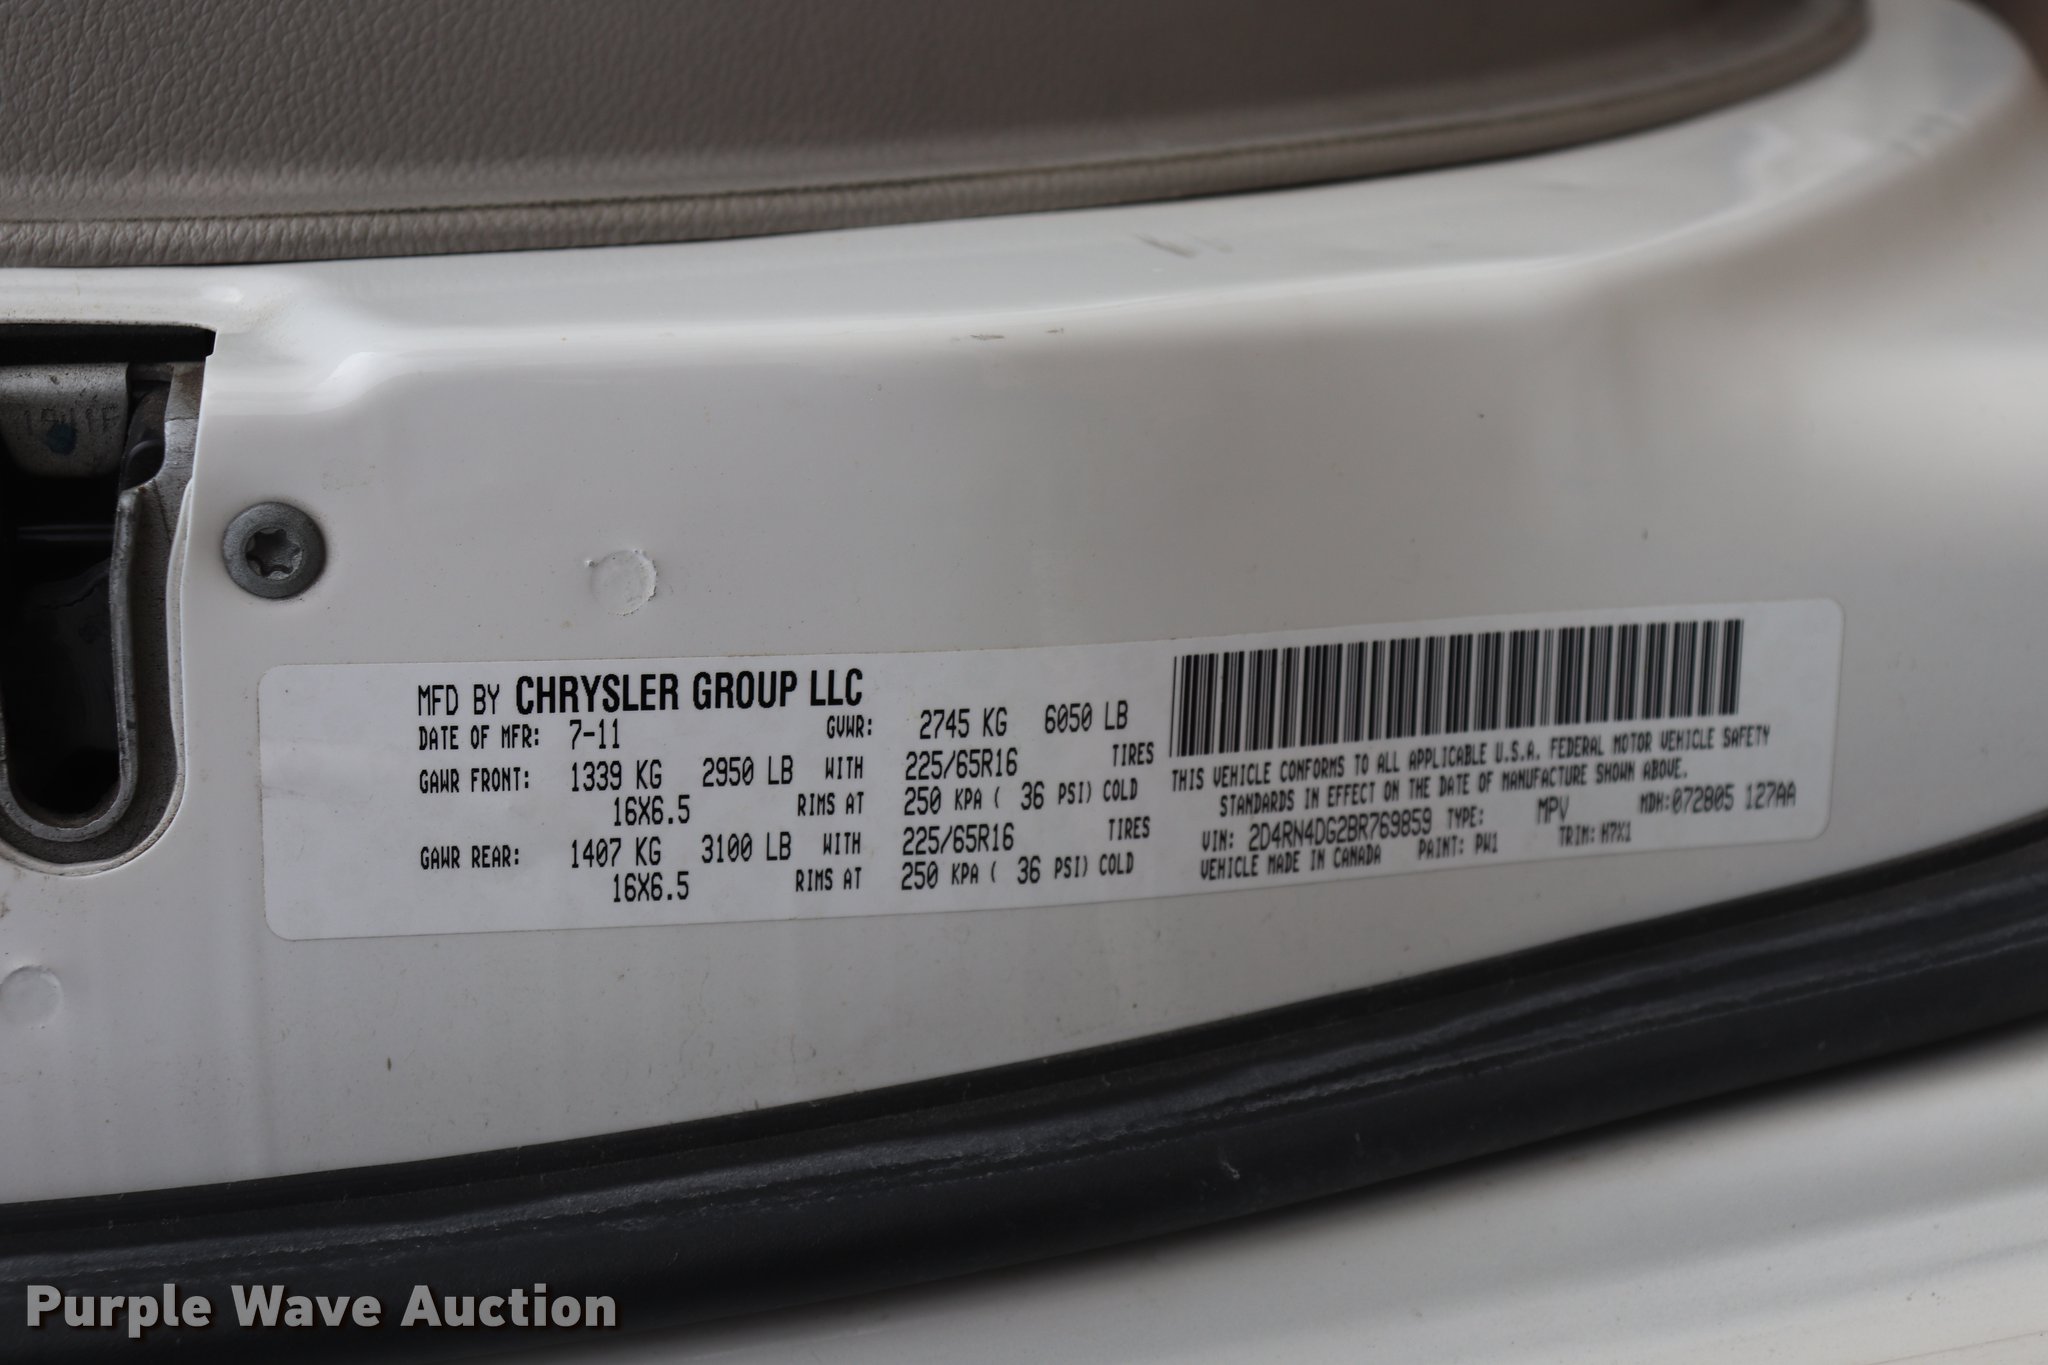 MFD BY CHRYSLER GROUP LLC
DATE OF MFR: 7-11 GVWR: 2745 KG 6050 LB
GAWR FRONT: 1339 KG 2950 LB WITH 225/65R16 TIRES
16X6.5 RIMS AT 250 KPA ( 36 PSI) COLD
GAWR REAR: 1407 KG 3100 LB WITH 225/65R16 TIRES
16X6.5 RIMS AT 250 KPA ( 36 PSI) COLD
THIS VEHICLE CONFORMS TO ALL APPLICABLE U.S.A. FEDERAL MOTOR VEHICLE SAFETY
STANDARDS IN EFFECT ON THE DATE OF MANUFACTURE SHOWN ABOVE.
VIN: 2D4RN4DG2BR769859 TYPE: MPV MDH:072805 127AA
VEHICLE MADE IN CANADA PAINT: PW1 TRIM: H7X1
Purple Wave Auction